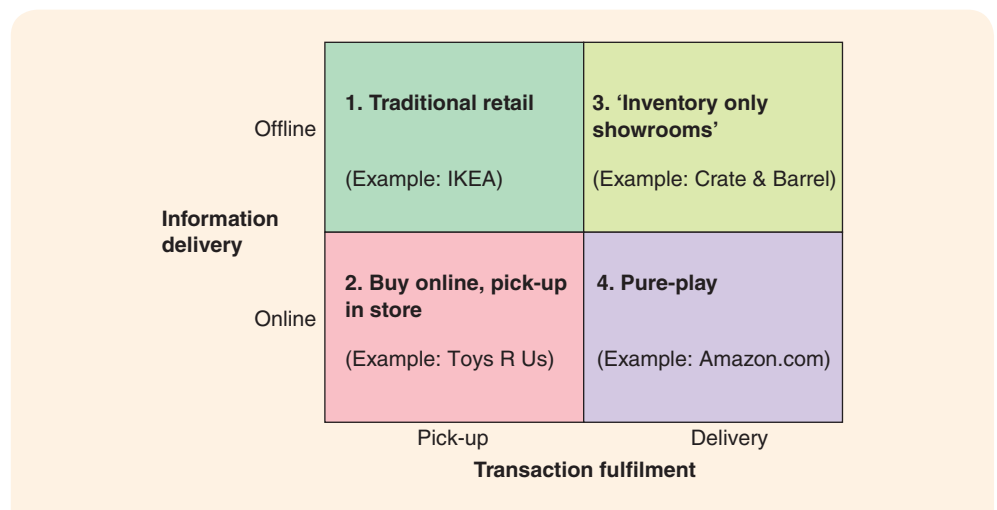 Offline
Information
delivery
Online
1. Traditional retail
(Example: IKEA)
3. ‘Inventory only
showrooms’
(Example: Crate & Barrel)
2. Buy online, pick-up
in store
(Example: Toys R Us)
4. Pure-play
(Example: Amazon.com)
Pick-up
Delivery
Transaction fulfilment